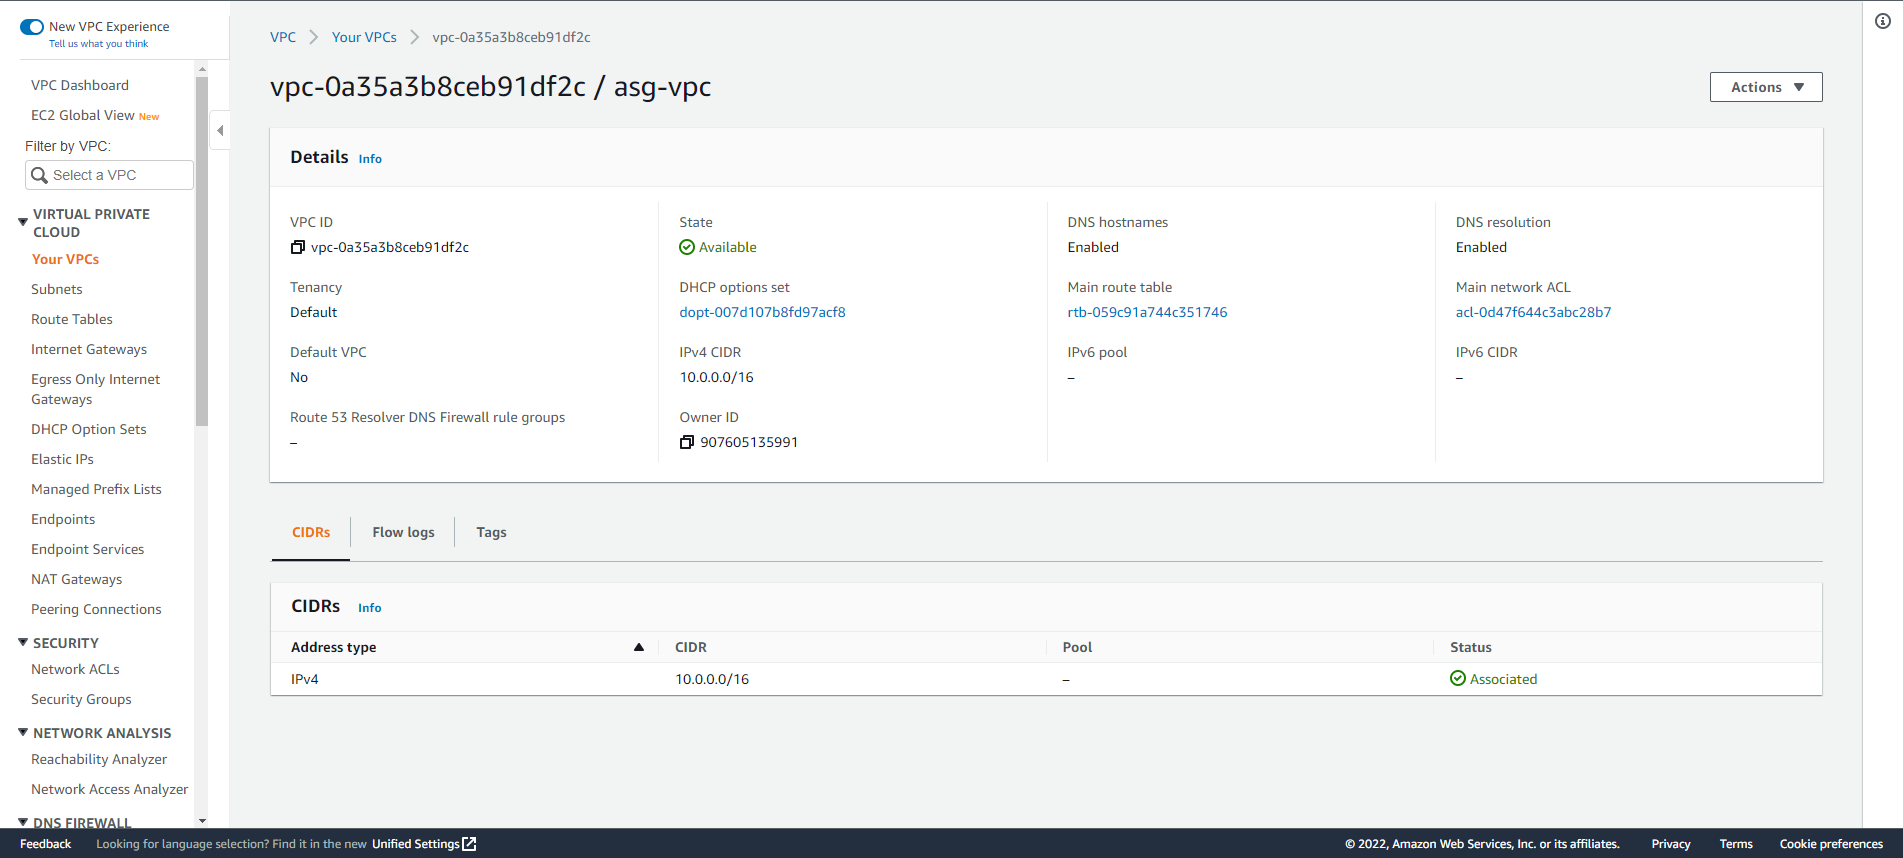 New VPC Experience
Tell us what you think
VPC Dashboard
EC2 Global View New
Filter by VPC:
Select a VPC
VIRTUAL PRIVATE
CLOUD
Your VPCs
Subnets
Route Tables
Internet Gateways
Egress Only Internet
Gateways
DHCP Option Sets
Elastic IPs
Managed Prefix Lists
Endpoints
Endpoint Services
NAT Gateways
Peering Connections
SECURITY
Network ACLs
Security Groups
NETWORK ANALYSIS
Reachability Analyzer
Network Access Analyzer
DNS FIREWALL
VPC Your VPCs vpc-0a35a3b8ceb91df2c
vpc-0a35a3b8ceb91df2c / asg-vpc
Actions
Details Info
VPC ID State DNS hostnames DNS resolution
vpc-0a35a3b8ceb91df2c Available Enabled Enabled
Tenancy DHCP options set Main route table Main network ACL
Default dopt-007d107b8fd97acf8 rtb-059c91a744c351746 acl-0d47f644c3abc28b7
Default VPC IPv4 CIDR IPv6 pool IPv6 CIDR
No 10.0.0.0/16 – –
Route 53 Resolver DNS Firewall rule groups Owner ID
– 907605135991
CIDRs Flow logs Tags
CIDRs Info
Address type CIDR Pool Status
IPv4 10.0.0.0/16 – Associated
Feedback Looking for language selection? Find it in the new Unified Settings © 2022, Amazon Web Services, Inc. or its affiliates. Privacy Terms Cookie preferences